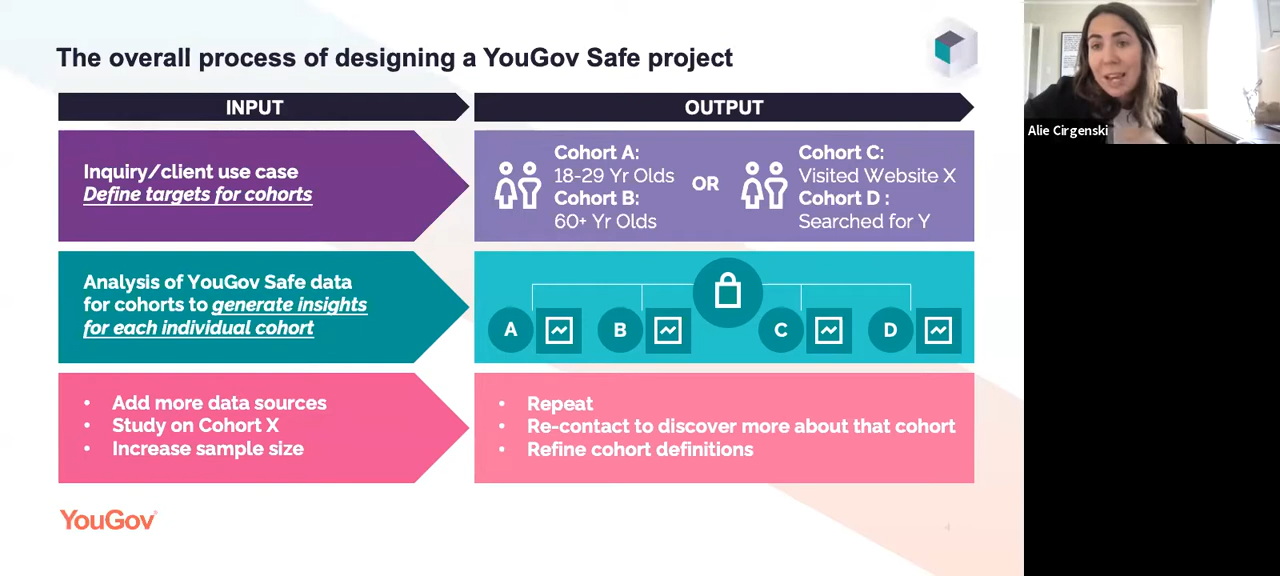 The overall process of designing a YouGov Safe project
INPUT
OUTPUT
Inquiry/client use case
Define targets for cohorts
Cohort A:
18-29 Yr Olds
Cohort B:
60+ Yr Olds
OR
Cohort C:
Visited Website X
Cohort D :
Searched for Y
Analysis of YouGov Safe data
for cohorts to generate insights
for each individual cohort
A
B
C
D
• Add more data sources
• Study on Cohort X
• Increase sample size
• Repeat
• Re-contact to discover more about that cohort
• Refine cohort definitions
YouGov®
4
Alie Cirgenski